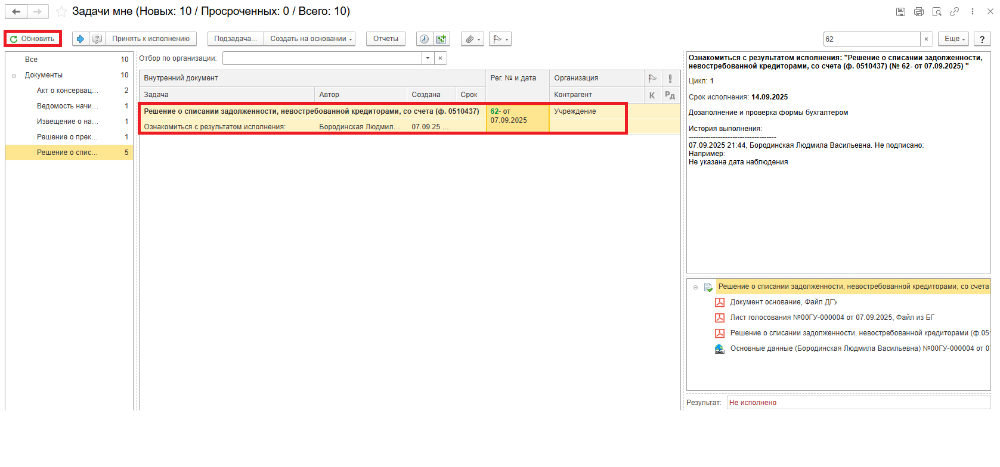 Задачи мне (Новых: 10 / Просроченных: 0 / Всего: 10)
Обновить
Принять к исполнению
Подзадача...
Создать на основании
Отчеты
62
×
Еще
?
Все 10
Документы 10
Акт о консервац... 2
Ведомость начи... 1
Извещение о на... 1
Решение о прек... 1
Решение о спис... 5
Отбор по организации:
Внутренний документ
Рег. № и дата
Организация
Задача
Автор
Создана
Срок
Контрагент
К
Рд
Решение о списании задолженности, невостребованной кредиторами, со счета (ф. 0510437)
62- от
07.09.2025
Учреждение
Ознакомиться с результатом исполнения:
Бородинская Людмил...
07.09.25 ...
Ознакомиться с результатом исполнения: "Решение о списании задолженности,
невостребованной кредиторами, со счета (ф. 0510437) (№ 62- от 07.09.2025) "
Цикл: 1
Срок исполнения: 14.09.2025
Дозаполнение и проверка формы бухгалтером
История выполнения:
------------------------------------
07.09.2025 21:44, Бородинская Людмила Васильевна. Не подписано:
Например:
Не указана дата наблюдения
Решение о списании задолженности, невостребованной кредиторами, со счета
Документ основание, Файл ДГУ
Лист голосования №00ГУ-000004 от 07.09.2025, Файл из БГ
Решение о списании задолженности, невостребованной кредиторами (ф.05
Основные данные (Бородинская Людмила Васильевна) №00ГУ-000004 от 0
Результат: Не исполнено